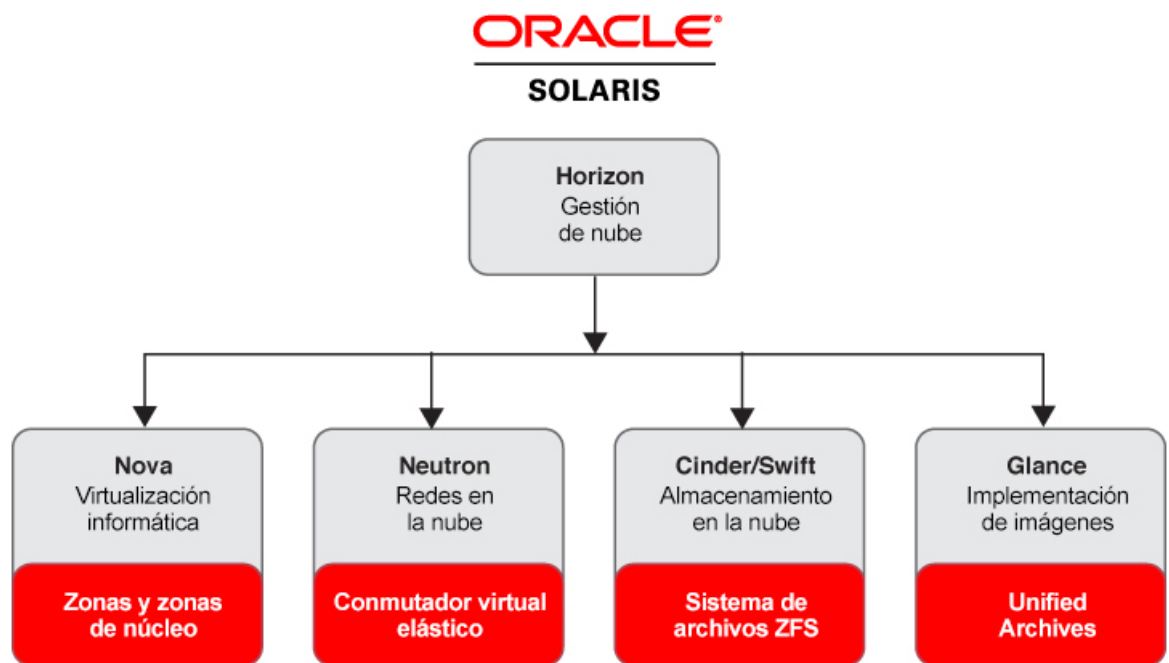 ORACLE®
SOLARIS
Horizon
Gestión
de nube
Nova
Virtualización
informática
Zonas y zonas
de núcleo
Neutron
Redes en
la nube
Conmutador virtual
elástico
Cinder/Swift
Almacenamiento
en la nube
Sistema de
archivos ZFS
Glance
Implementación
de imágenes
Unified
Archives